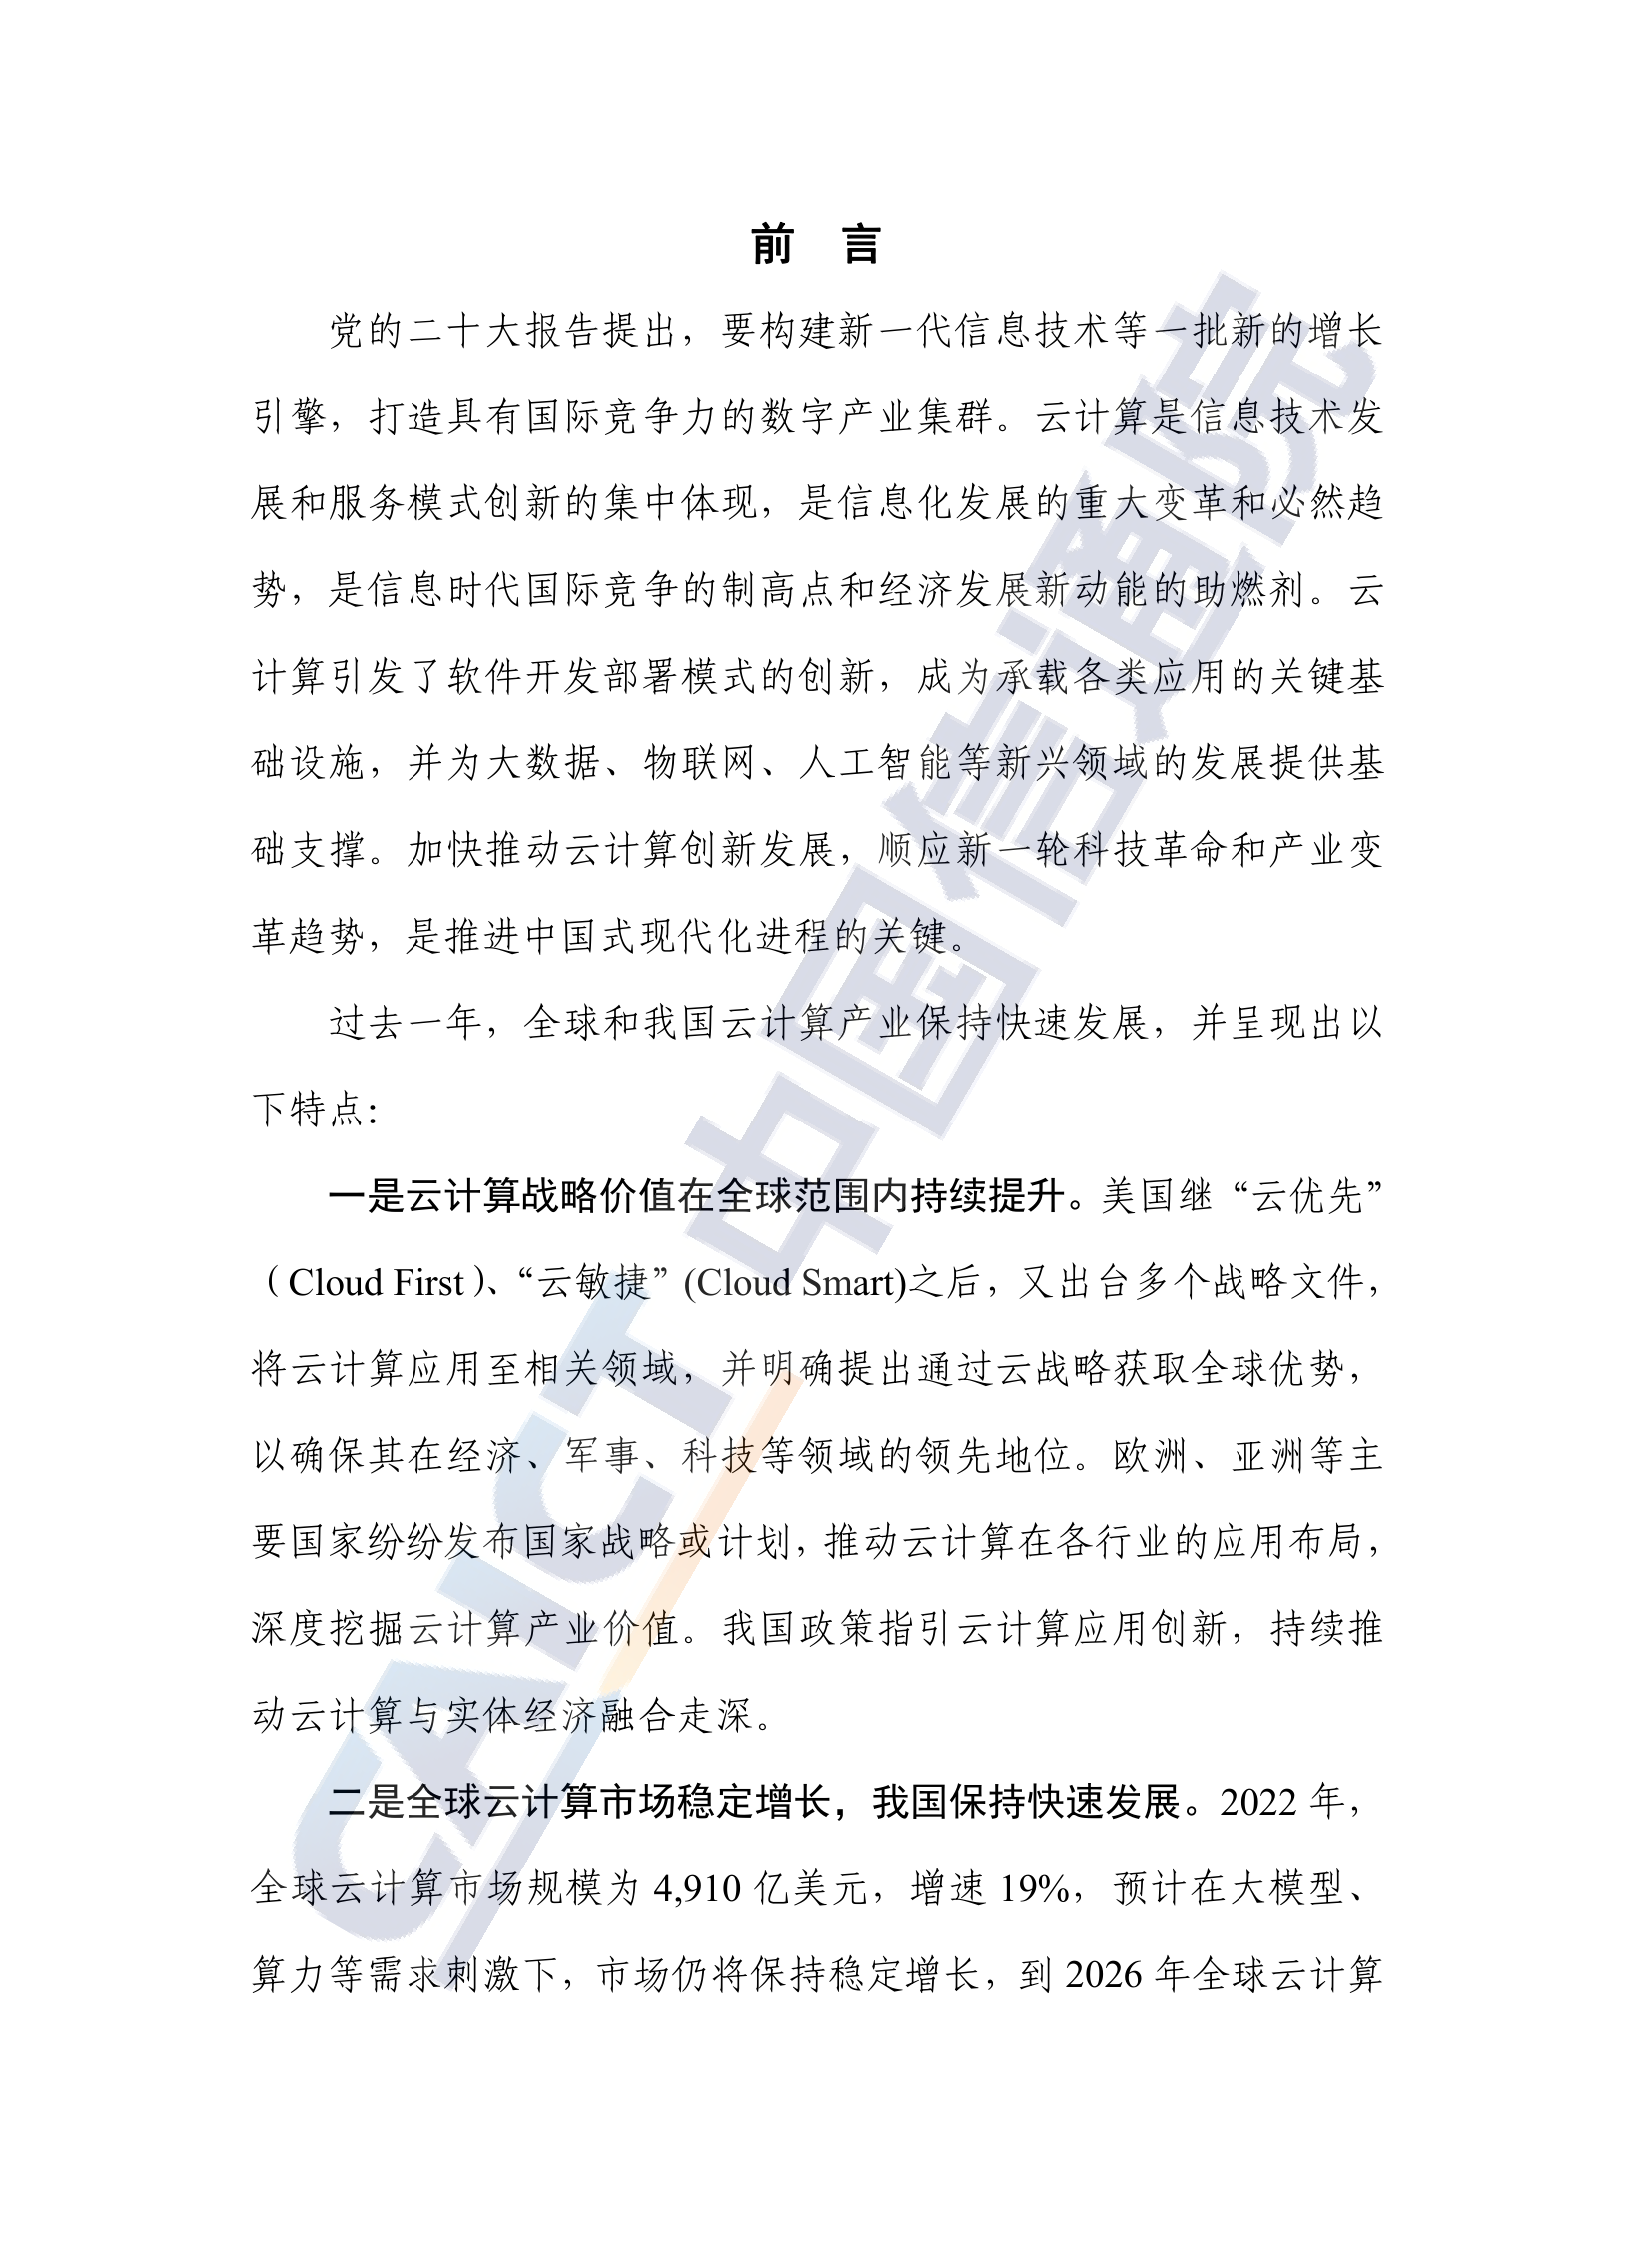 前 言
党的二十大报告提出，要构建新一代信息技术等一批新的增长
引擎，打造具有国际竞争力的数字产业集群。云计算是信息技术发
展和服务模式创新的集中体现，是信息化发展的重大变革和必然趋
势，是信息时代国际竞争的制高点和经济发展新动能的助燃剂。云
计算引发了软件开发部署模式的创新，成为承载各类应用的关键基
础设施，并为大数据、物联网、人工智能等新兴领域的发展提供基
础支撑。加快推动云计算创新发展，顺应新一轮科技革命和产业变
革趋势，是推进中国式现代化进程的关键。
过去一年，全球和我国云计算产业保持快速发展，并呈现出以
下特点：
一是云计算战略价值在全球范围内持续提升。美国继“云优先”
（Cloud First）、“云敏捷”(Cloud Smart)之后，又出台多个战略文件，
将云计算应用至相关领域，并明确提出通过云战略获取全球优势，
以确保其在经济、军事、科技等领域的领先地位。欧洲、亚洲等主
要国家纷纷发布国家战略或计划，推动云计算在各行业的应用布局，
深度挖掘云计算产业价值。我国政策指引云计算应用创新，持续推
动云计算与实体经济融合走深。
二是全球云计算市场稳定增长，我国保持快速发展。2022 年，
全球云计算市场规模为 4,910 亿美元，增速 19%，预计在大模型、
算力等需求刺激下，市场仍将保持稳定增长，到 2026 年全球云计算
CAICT 中国信通院